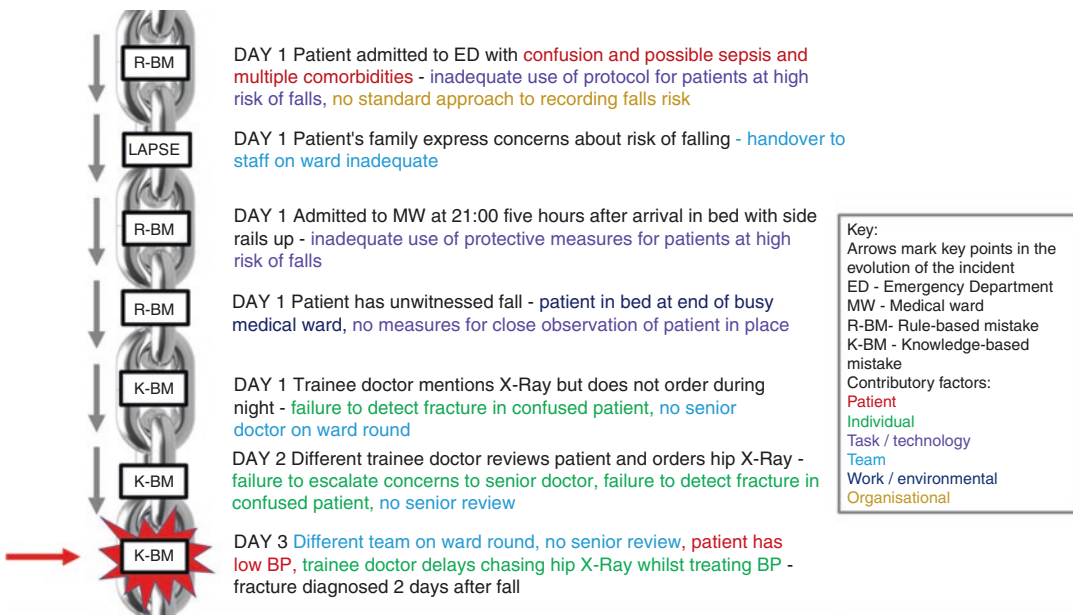 R-BM
DAY 1 Patient admitted to ED with confusion and possible sepsis and
multiple comorbidities - inadequate use of protocol for patients at high
risk of falls, no standard approach to recording falls risk
LAPSE
DAY 1 Patient's family express concerns about risk of falling - handover to
staff on ward inadequate
R-BM
DAY 1 Admitted to MW at 21:00 five hours after arrival in bed with side
rails up - inadequate use of protective measures for patients at high
risk of falls
R-BM
DAY 1 Patient has unwitnessed fall - patient in bed at end of busy
medical ward, no measures for close observation of patient in place
K-BM
DAY 1 Trainee doctor mentions X-Ray but does not order during
night - failure to detect fracture in confused patient, no senior
doctor on ward round
K-BM
DAY 2 Different trainee doctor reviews patient and orders hip X-Ray -
failure to escalate concerns to senior doctor, failure to detect fracture in
confused patient, no senior review
K-BM
DAY 3 Different team on ward round, no senior review, patient has
low BP, trainee doctor delays chasing hip X-Ray whilst treating BP -
fracture diagnosed 2 days after fall
Key:
Arrows mark key points in the
evolution of the incident
ED - Emergency Department
MW - Medical ward
R-BM- Rule-based mistake
K-BM - Knowledge-based
mistake
Contributory factors:
Patient
Individual
Task / technology
Team
Work / environmental
Organisational